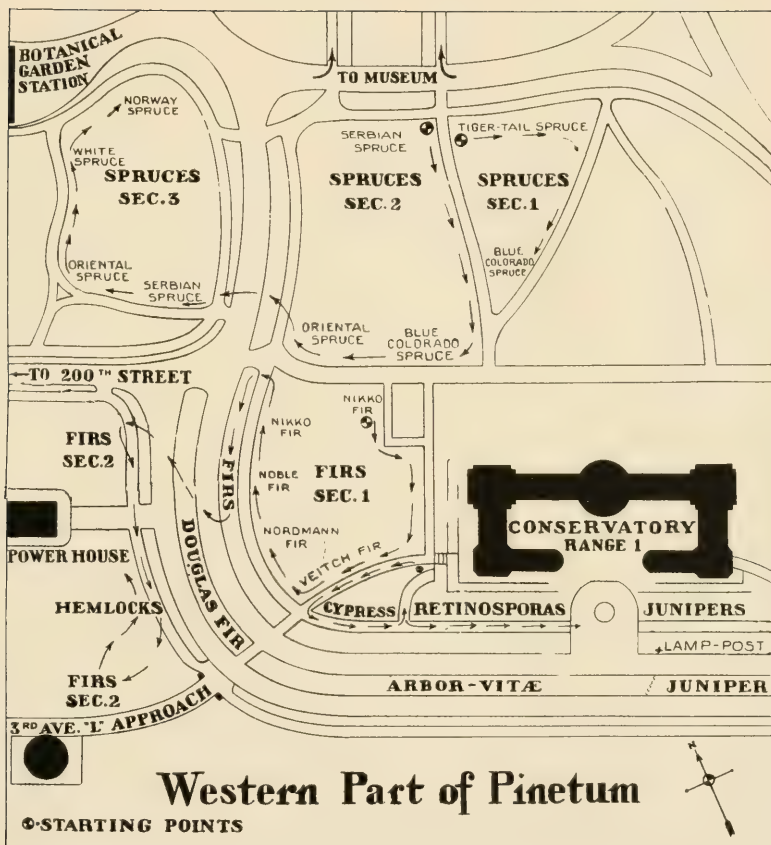 BOTANICAL
GARDEN
STATION
TO MUSEUM
NORWAY
SPRUCE
WHITE
SPRUCE
SPRUCES
SEC.3
ORIENTAL
SPRUCE
SERBIAN
SPRUCE
SERBIAN
SPRUCE
SPRUCES
SEC.2
TIGER-TAIL SPRUCE
SPRUCES
SEC.1
BLUE
COLORADO
SPRUCE
ORIENTAL
SPRUCE
BLUE
COLORADO
SPRUCE
TO 200TH STREET
FIRS
SEC.2
NIKKO
FIR
NIKKO
FIR
FIRS
NOBLE
FIR
FIRS
SEC.1
NORDMANN
FIR
VEITCH FIR
DOUGLAS FIR
POWER HOUSE
CONSERVATORY
RANGE 1
HEMLOCKS
CYPRESS
RETINOSPORAS
JUNIPERS
LAMP-POST
FIRS
SEC.2
ARBOR-VITÆ
JUNIPER
3RD AVE. "L" APPROACH
N
Western Part of Pinetum
STARTING POINTS